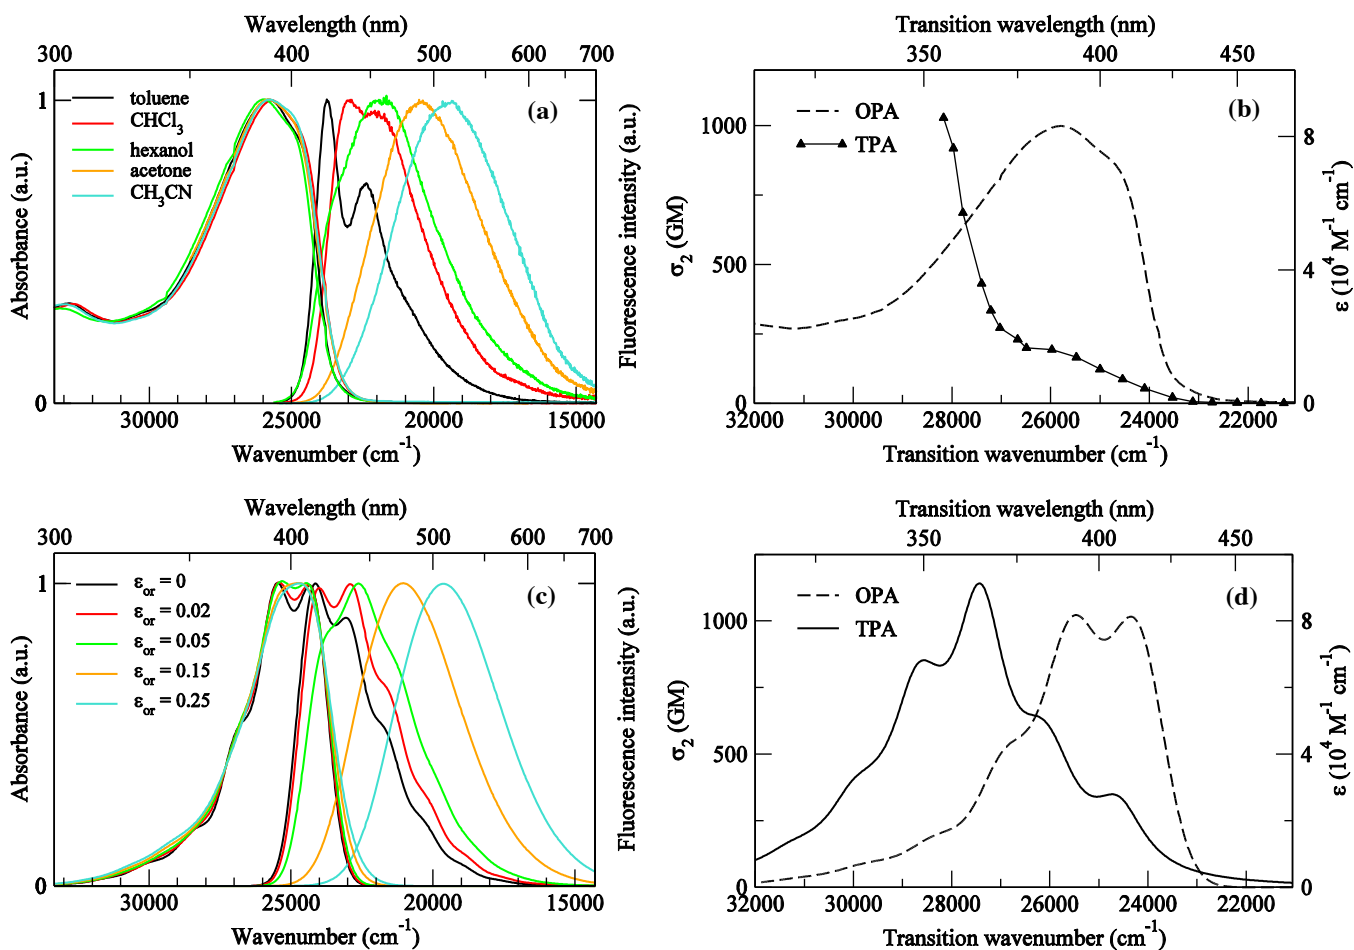 Wavelength (nm)
300 400 500 600 700
1
toluene
CHCl3
hexanol
acetone
CH3CN
(a)
Absorbance (a.u.)
Fluorescence intensity (a.u.)
0
30000 25000 20000 15000
Wavenumber (cm-1)
Transition wavelength (nm)
350 400 450
OPA
TPA
(b)
1000
500
0
σ2 (GM)
8
4
0
ε (10^4 M-1 cm-1)
32000 30000 28000 26000 24000 22000
Transition wavenumber (cm-1)
Wavelength (nm)
300 400 500 600 700
1
εor = 0
εor = 0.02
εor = 0.05
εor = 0.15
εor = 0.25
(c)
Absorbance (a.u.)
Fluorescence intensity (a.u.)
0
30000 25000 20000 15000
Wavenumber (cm-1)
Transition wavelength (nm)
350 400 450
OPA
TPA
(d)
1000
500
0
σ2 (GM)
8
4
0
ε (10^4 M-1 cm-1)
32000 30000 28000 26000 24000 22000
Transition wavenumber (cm-1)